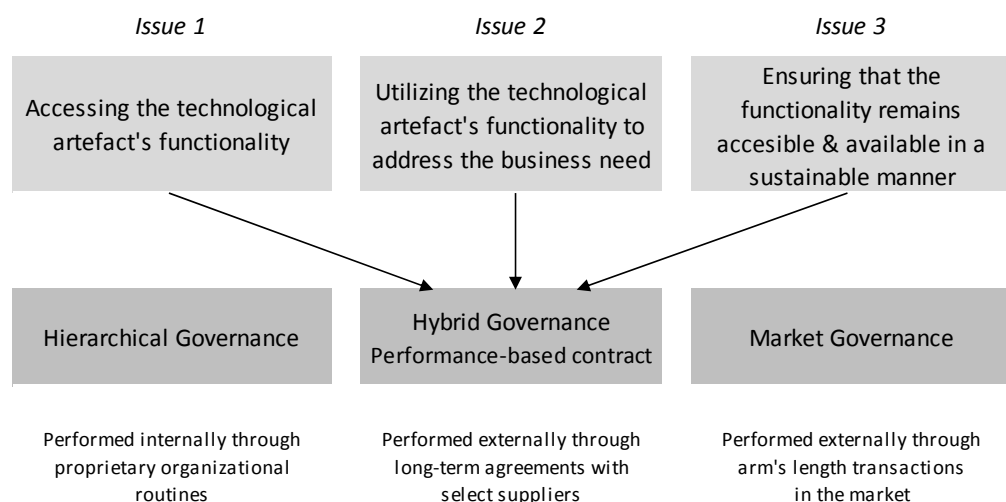 Issue 1
Issue 2
Issue 3
Accessing the technological
artefact's functionality
Utilizing the technological
artefact's functionality to
address the business need
Ensuring that the
functionality remains
accesible & available in a
sustainable manner
Hierarchical Governance
Hybrid Governance
Performance-based contract
Market Governance
Performed internally through
proprietary organizational
routines
Performed externally through
long-term agreements with
select suppliers
Performed externally through
arm's length transactions
in the market